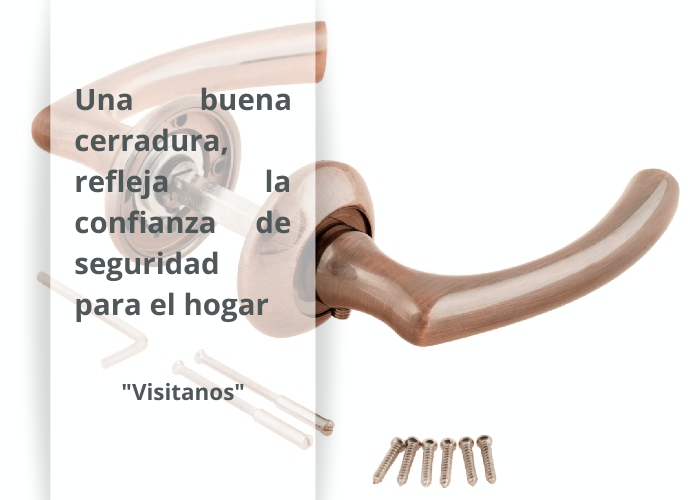 Una buena
cerradura,
refleja la
confianza de
seguridad
para el hogar
"Visitanos"